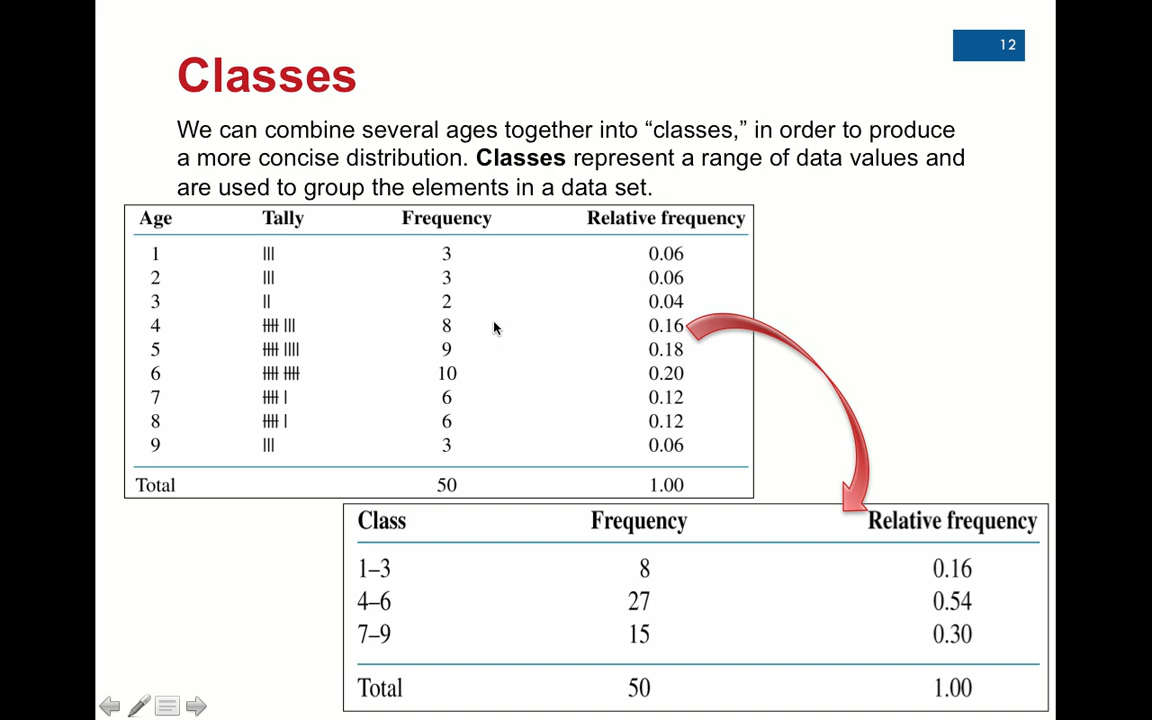 12
Classes
We can combine several ages together into “classes,” in order to produce
a more concise distribution. Classes represent a range of data values and
are used to group the elements in a data set.
Age Tally Frequency Relative frequency
1 |||  3 0.06
2 ||| 3 0.06
3 || 2 0.04
4 𝍸 ||| 8 0.16
5 𝍸 |||| 9 0.18
6 𝍸 𝍸 10 0.20
7 𝍸 | 6 0.12
8 𝍸 | 6 0.12
9 ||| 3 0.06
Total 50 1.00
Class Frequency Relative frequency
1–3 8 0.16
4–6 27 0.54
7–9 15 0.30
Total 50 1.00